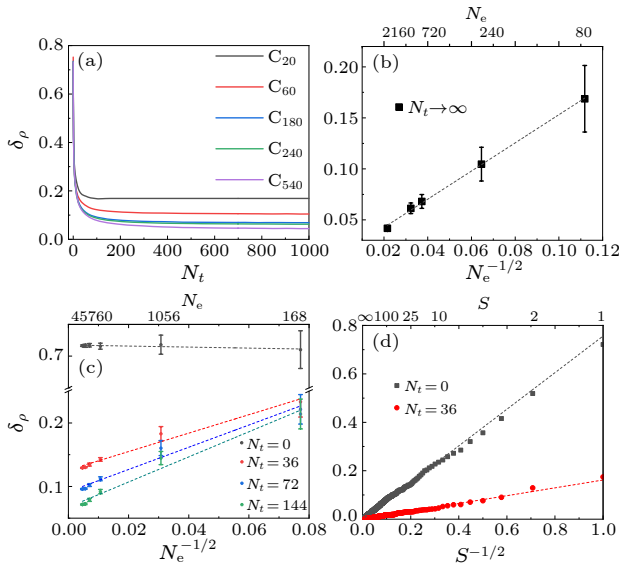 (a)
C20
C60
C180
C240
C540
δρ
0.8
0.6
0.4
0.2
0.0
0 200 400 600 800 1000
Nt
Ne
2160 720 240 80
(b)
Nt→∞
0.20
0.15
0.10
0.05
0.02 0.04 0.06 0.08 0.10 0.12
Ne^−1/2
Ne
45760 1056 168
(c)
δρ
0.7
0.2
0.1
Nt = 0
Nt = 36
Nt = 72
Nt = 144
0.00 0.02 0.04 0.06 0.08
Ne^−1/2
S
∞ 100 25 10 5 2 1
(d)
Nt = 0
Nt = 36
0.8
0.6
0.4
0.2
0.0
0.0 0.2 0.4 0.6 0.8 1.0
S^−1/2